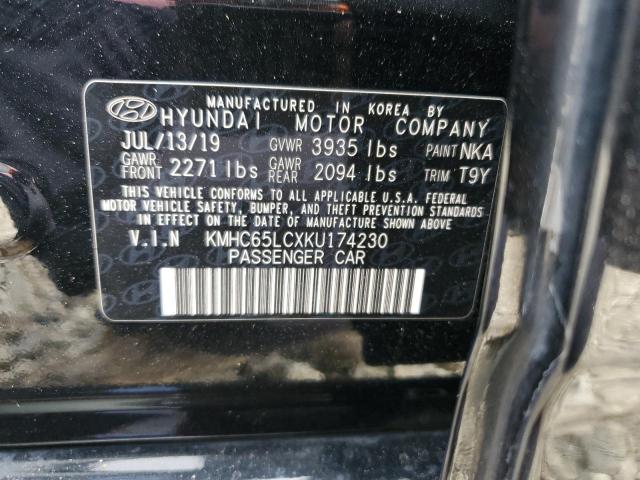 MANUFACTURED IN KOREA BY
HYUNDAI MOTOR COMPANY
JUL/13/19 GVWR 3935 lbs PAINT NKA
GAWR FRONT 2271 lbs GAWR REAR 2094 lbs TRIM T9Y
THIS VEHICLE CONFORMS TO ALL APPLICABLE U.S.A. FEDERAL
MOTOR VEHICLE SAFETY, BUMPER, AND THEFT PREVENTION
STANDARDS IN EFFECT ON THE DATE OF MANUFACTURE SHOWN ABOVE.
V.I.N KMHC65LCXKU174230
PASSENGER CAR